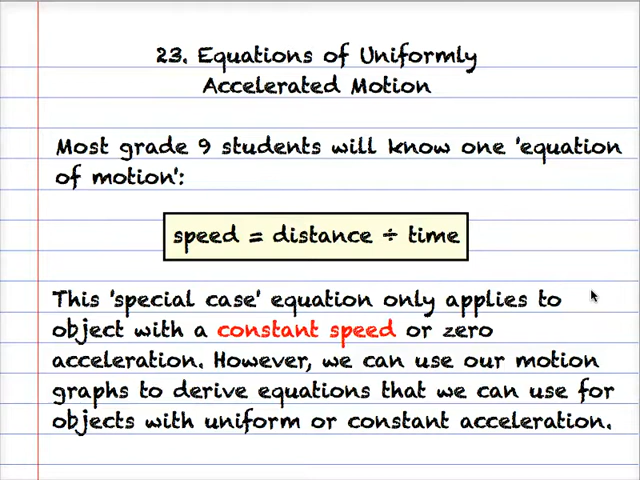 23. Equations of Uniformly
Accelerated Motion
Most grade 9 students will know one 'equation
of motion':
speed = distance ÷ time
This 'special case' equation only applies to
object with a constant speed or zero
acceleration. However, we can use our motion
graphs to derive equations that we can use for
objects with uniform or constant acceleration.